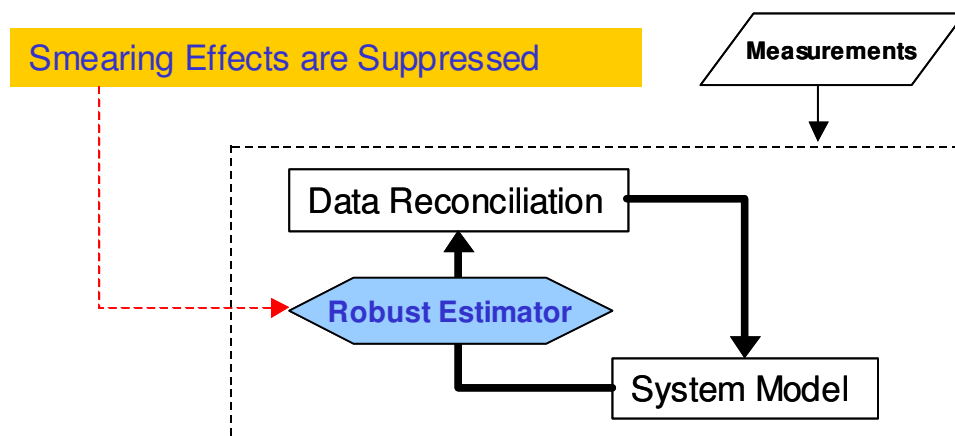 Smearing Effects are Suppressed
Measurements
Data Reconciliation
Robust Estimator
System Model